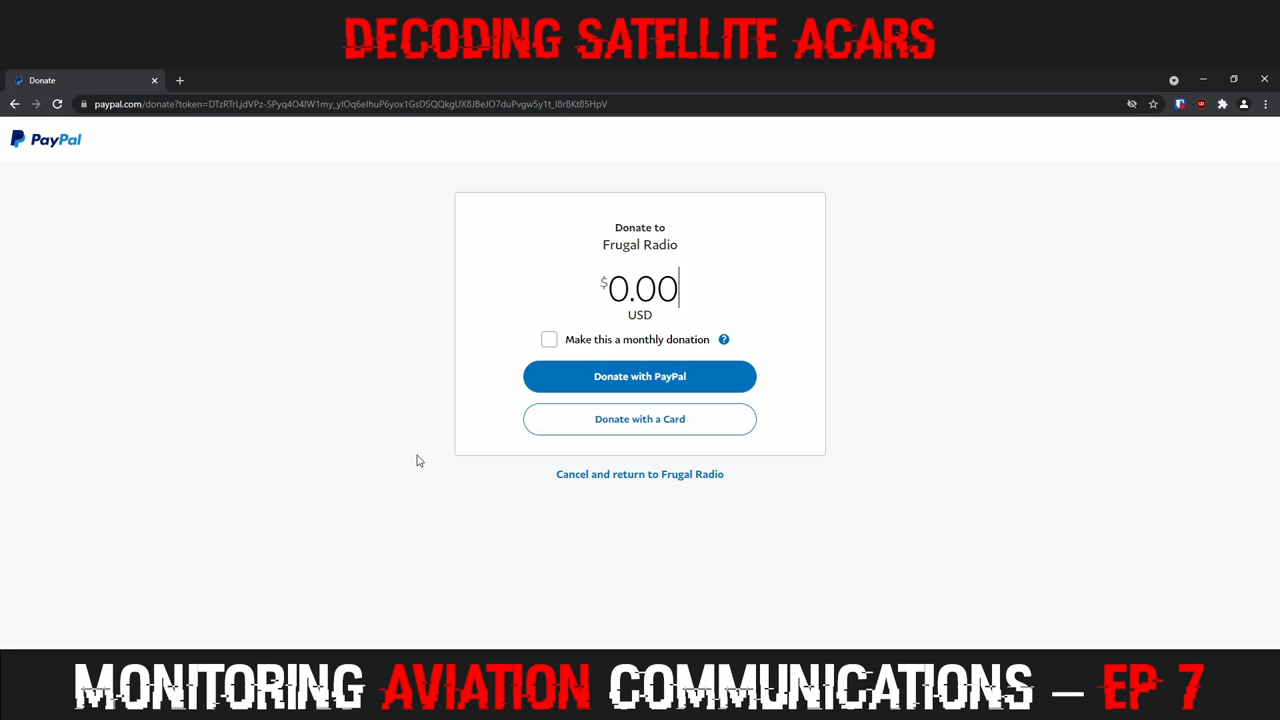 DECODING SATELLITE ACARS
Donate
paypal.com/donate?token=DTzRTrLjdVPz-SPyq4O4IW1my_ylOq6elhuP6yox1GsDSQQkgUX8JBeJO7duPvgw5y1t_l8rBKt85HpV
PayPal
Donate to
Frugal Radio
$0.00
USD
Make this a monthly donation ?
Donate with PayPal
Donate with a Card
Cancel and return to Frugal Radio
MONITORING AVIATION COMMUNICATIONS – EP 7